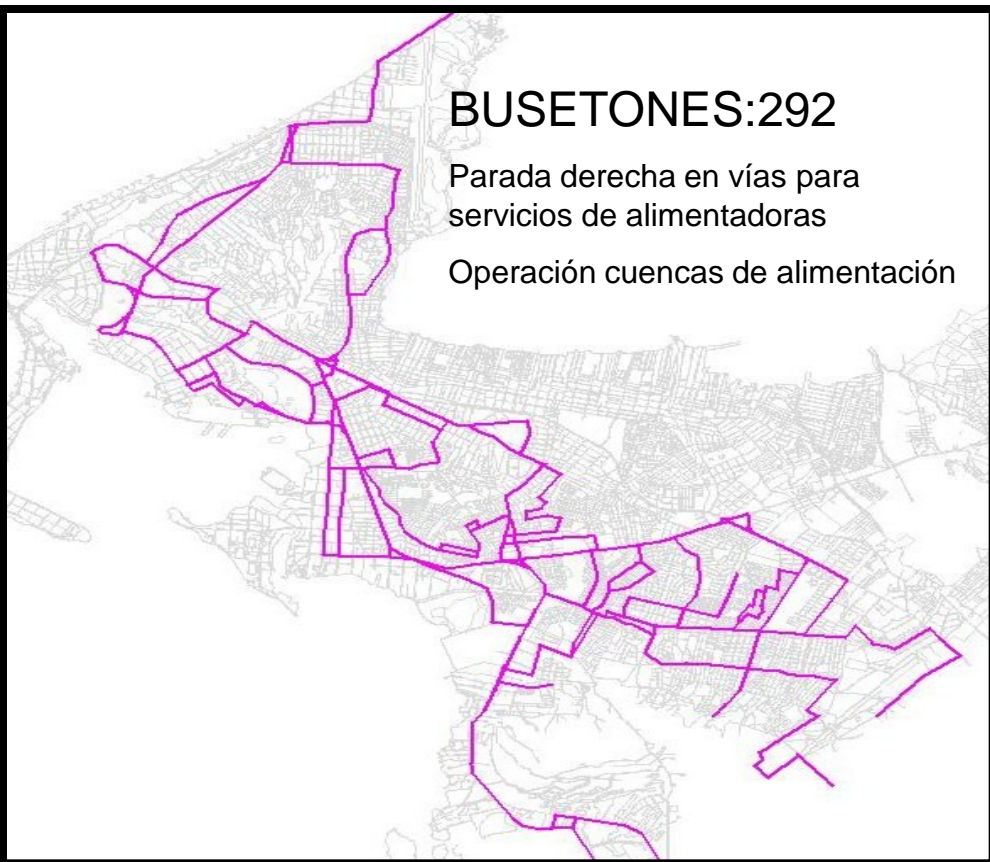 BUSETONES:292
Parada derecha en vías para
servicios de alimentadoras
Operación cuencas de alimentación